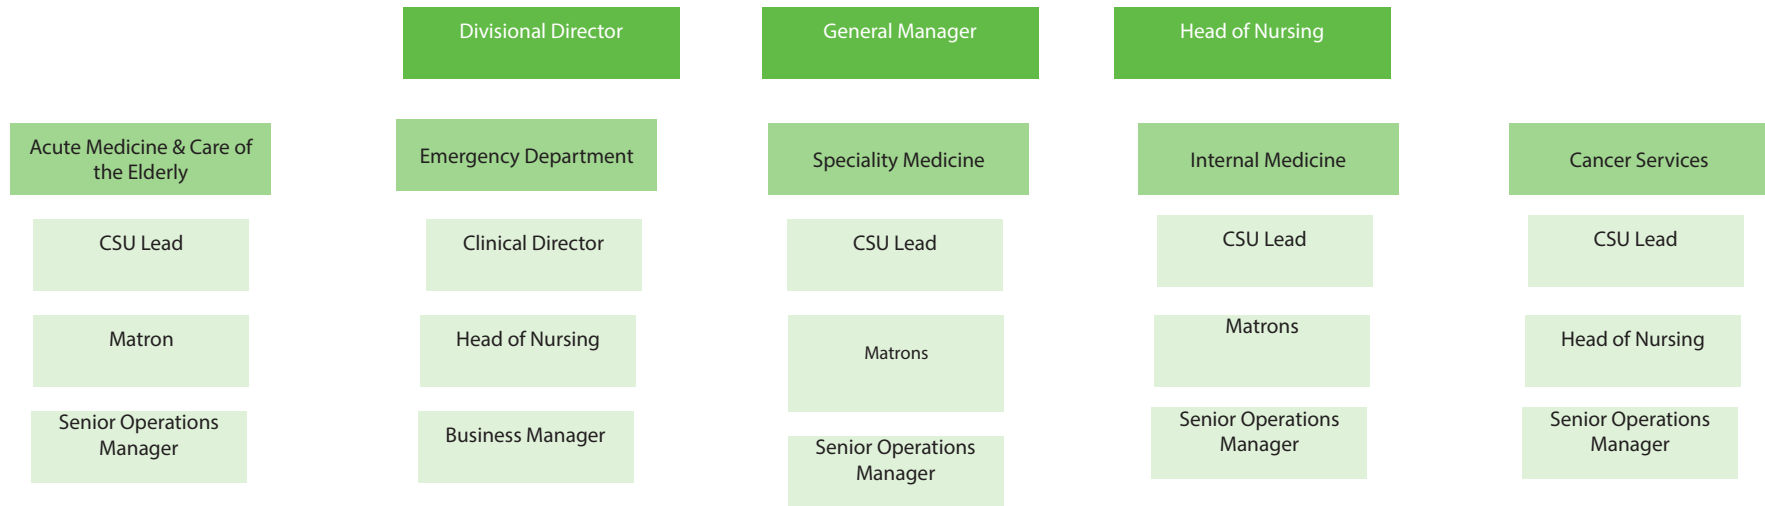 Divisional Director
General Manager
Head of Nursing
Acute Medicine & Care of
the Elderly
Emergency Department
Speciality Medicine
Internal Medicine
Cancer Services
CSU Lead
Clinical Director
CSU Lead
CSU Lead
CSU Lead
Matron
Head of Nursing
Matrons
Matrons
Head of Nursing
Senior Operations
Manager
Business Manager
Senior Operations
Manager
Senior Operations
Manager
Senior Operations
Manager